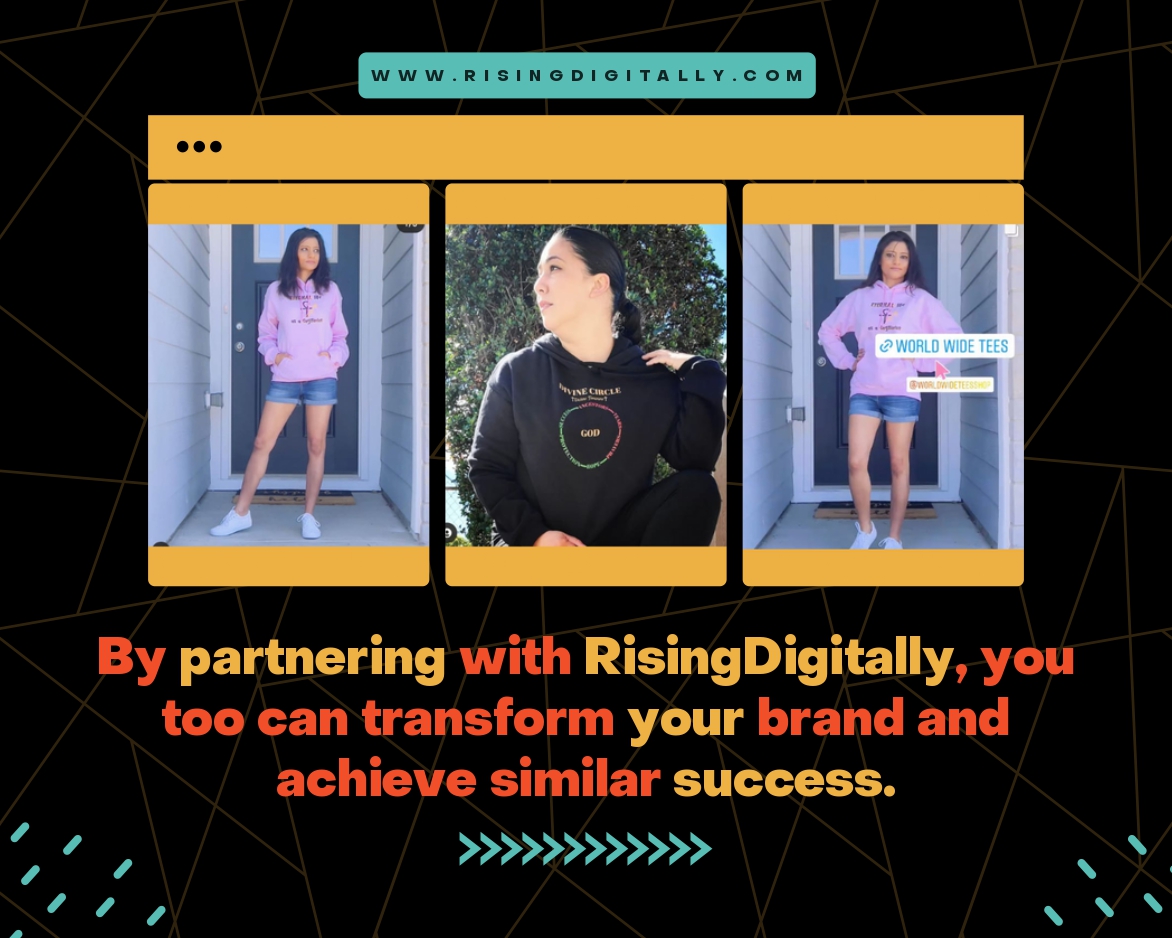 WWW.RISINGDIGITALLY.COM
DIVINE CIRCLE
GOD
WORLD WIDE TEES
@WORLDWIDETEESHOP
By partnering with RisingDigitally, you
too can transform your brand and
achieve similar success.